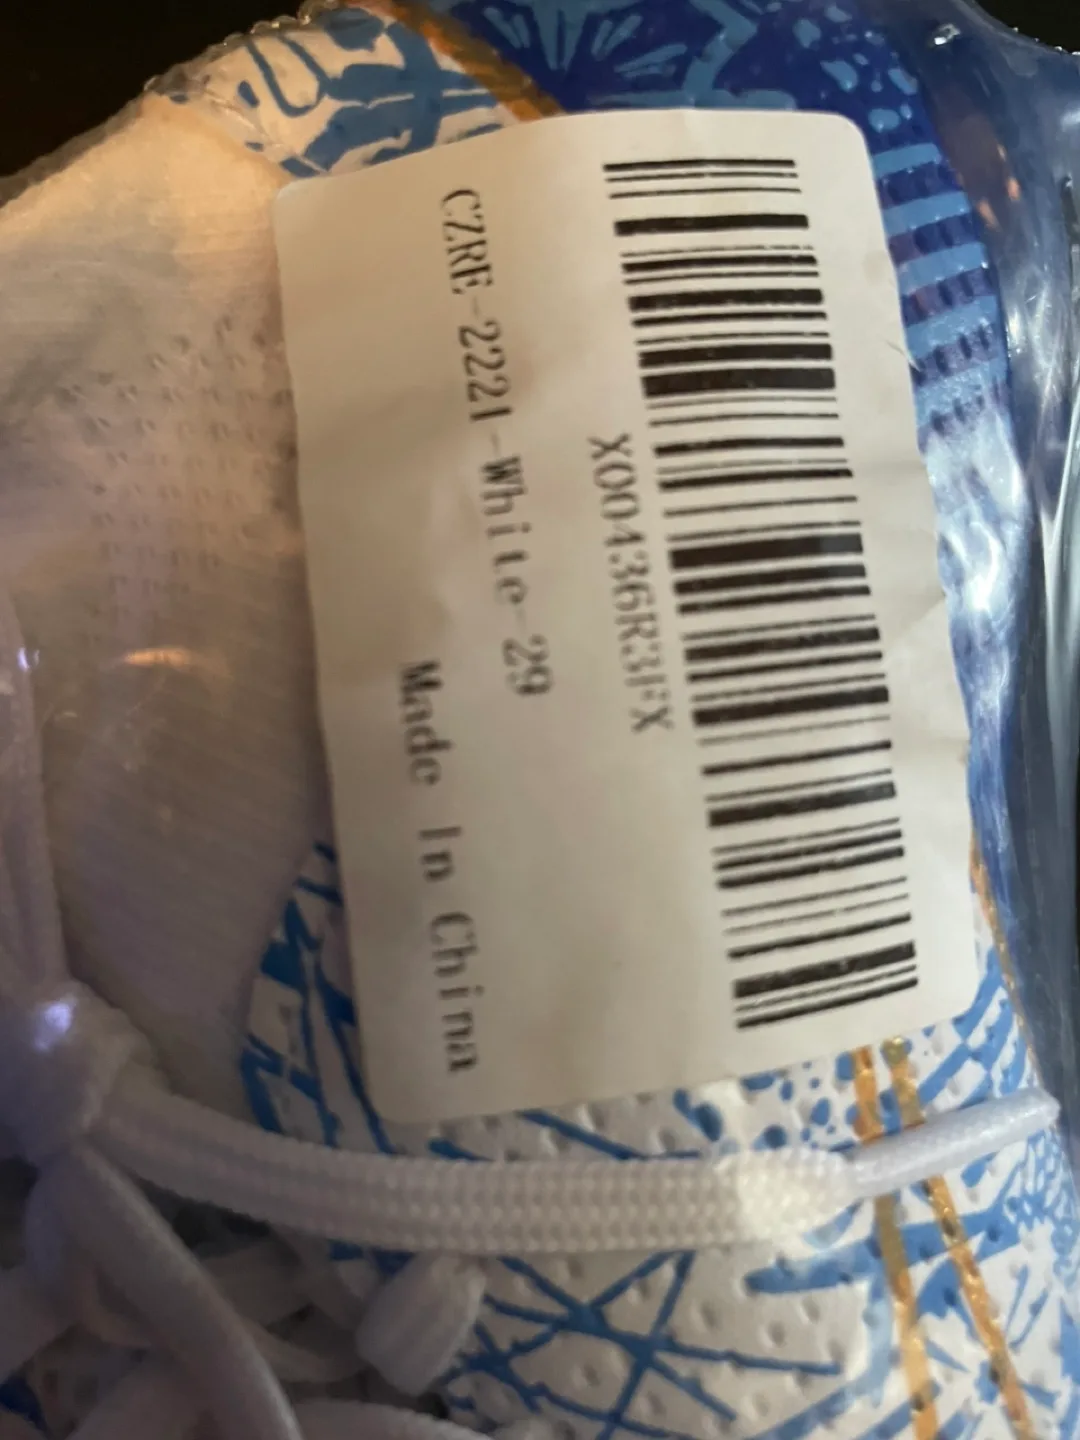 X00436R3FX
CZRE-2221-White-29
Made In China